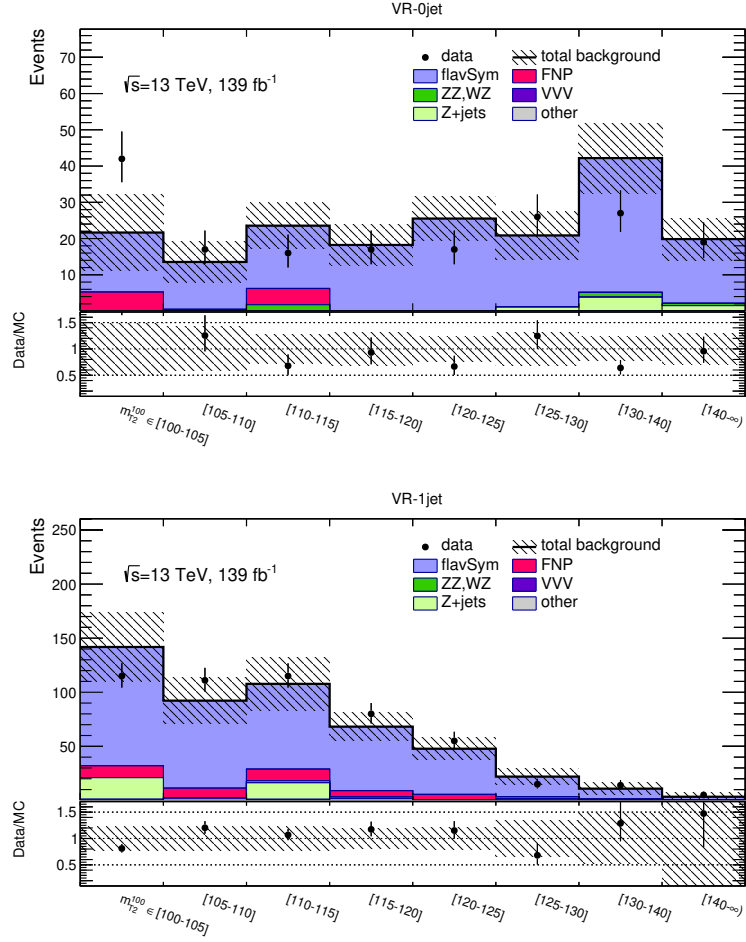 VR-0jet
Events
70
60
50
40
30
20
10
√s=13 TeV, 139 fb⁻¹
data
total background
flavSym
FNP
ZZ,WZ
VVV
Z+jets
other
Data/MC
1.5
1
0.5
m_T2^100 ∈ [100-105]
[105-110]
[110-115]
[115-120]
[120-125]
[125-130]
[130-140]
[140-∞)
VR-1jet
Events
250
200
150
100
50
√s=13 TeV, 139 fb⁻¹
data
total background
flavSym
FNP
ZZ,WZ
VVV
Z+jets
other
Data/MC
1.5
1
0.5
m_T2^100 ∈ [100-105]
[105-110]
[110-115]
[115-120]
[120-125]
[125-130]
[130-140]
[140-∞)